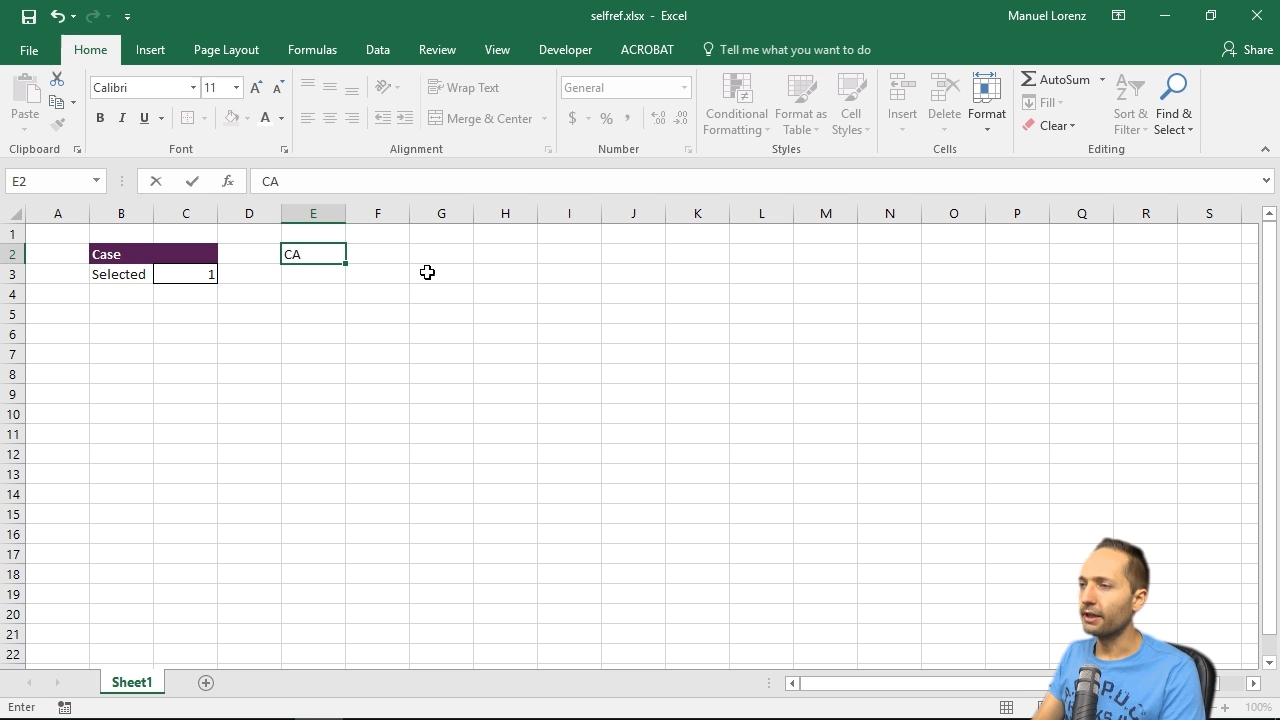 selfref.xlsx - Excel
Manuel Lorenz
File Home Insert Page Layout Formulas Data Review View Developer ACROBAT Tell me what you want to do Share
Paste
Calibri 11 A A
B I U A
Wrap Text
Merge & Center
General
$ % ,
Conditional Formatting
Format as Table
Cell Styles
Insert Delete Format
AutoSum
Fill
Clear
Sort & Filter
Find & Select
Clipboard Font Alignment Number Styles Cells Editing
E2 fx CA
A B C D E F G H I J K L M N O P Q R S
1
2 Case CA
3 Selected 1
4
5
6
7
8
9
10
11
12
13
14
15
16
17
18
19
20
21
22
Sheet1
Enter 100%